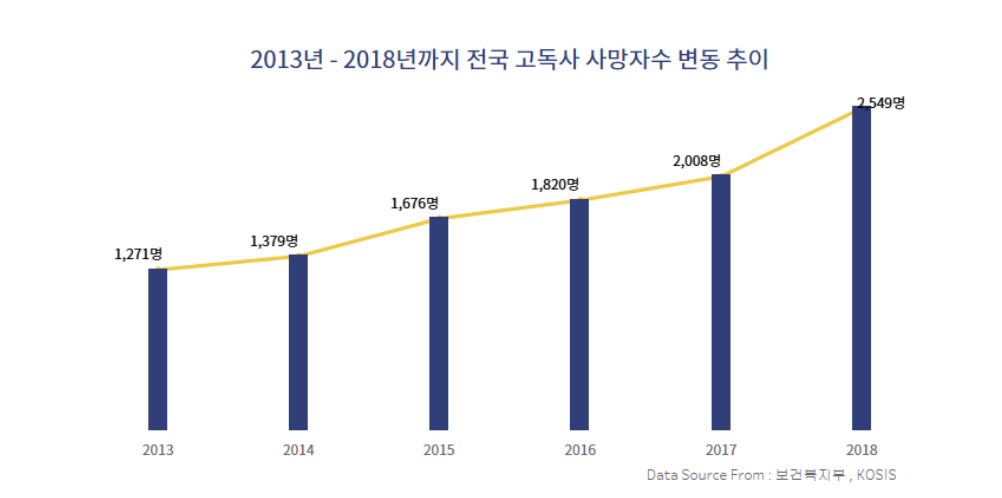 2013년 - 2018년까지 전국 고독사 사망자수 변동 추이
2,549명
2,008명
1,820명
1,676명
1,379명
1,271명
2013 2014 2015 2016 2017 2018
Data Source From : 보건복지부 , KOSIS